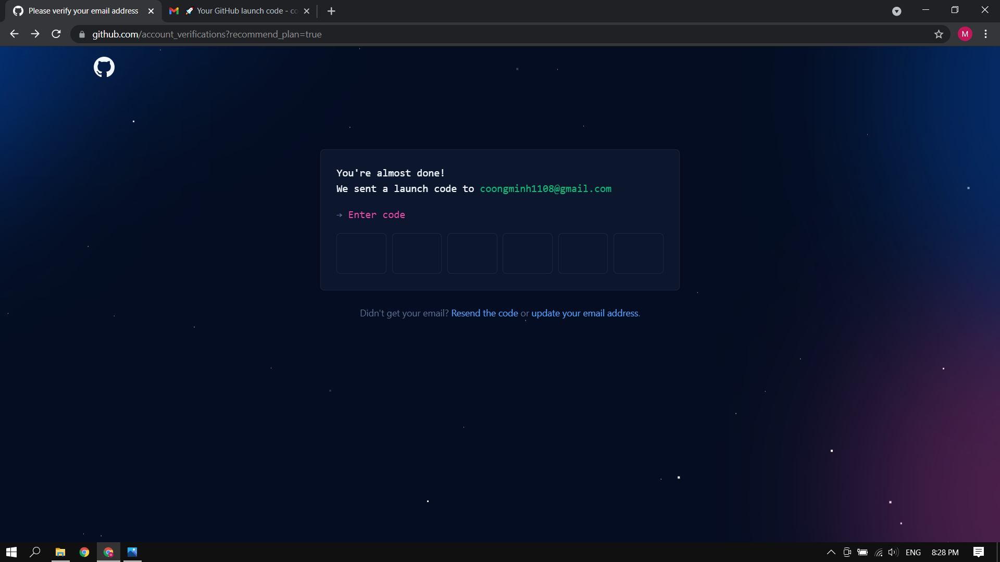 Please verify your email address
Your GitHub launch code - co
github.com/account_verifications?recommend_plan=true
M
You're almost done!
We sent a launch code to coongminh1108@gmail.com
→ Enter code
Didn't get your email? Resend the code or update your email address.
ENG
8:28 PM